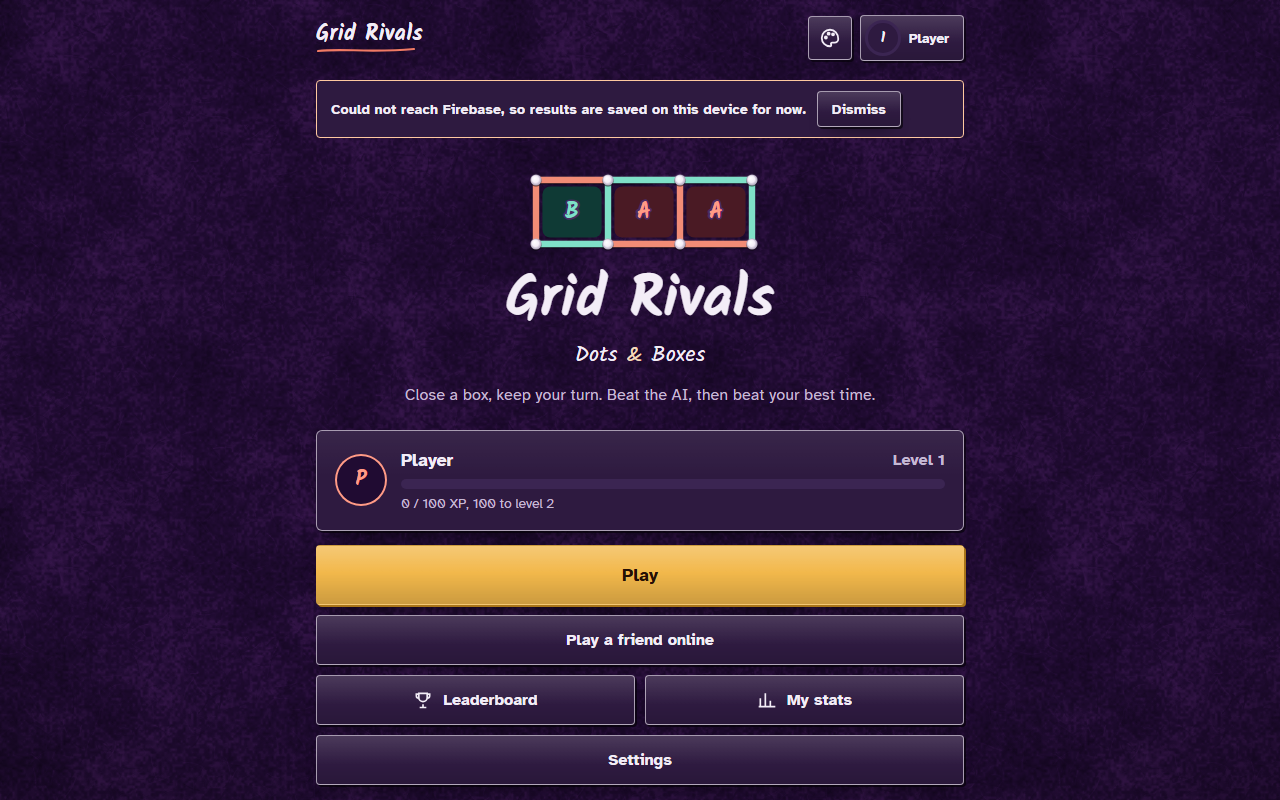 Grid Rivals
1 Player
Could not reach Firebase, so results are saved on this device for now. Dismiss
B A A
Grid Rivals
Dots & Boxes
Close a box, keep your turn. Beat the AI, then beat your best time.
P
Player Level 1
0 / 100 XP, 100 to level 2
Play
Play a friend online
Leaderboard My stats
Settings